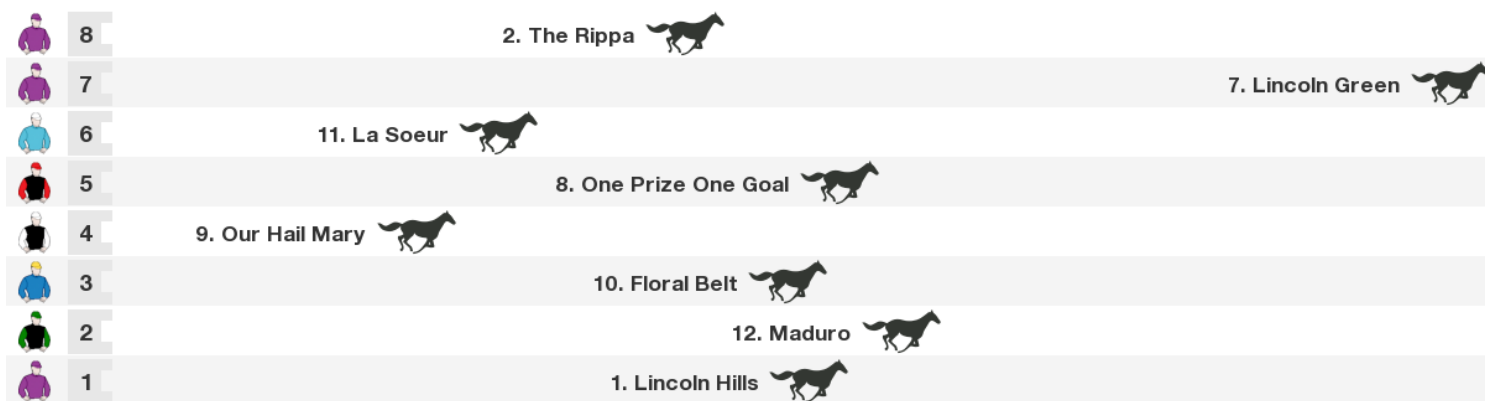 8 2. The Rippa
7 7. Lincoln Green
6 11. La Soeur
5 8. One Prize One Goal
4 9. Our Hail Mary
3 10. Floral Belt
2 12. Maduro
1 1. Lincoln Hills